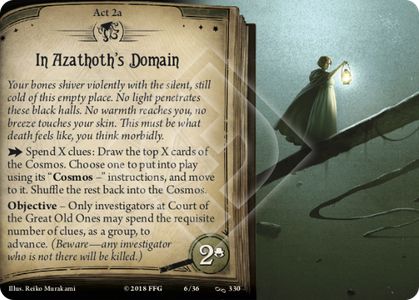 Act 2a
In Azathoth's Domain
Your bones shiver violently with the silent, still
cold of this empty place. No light penetrates
these black halls. No warmth reaches you, no
breeze touches your skin. This must be what
death feels like, you think morbidly.
Spend X clues: Draw the top X cards of
the Cosmos. Choose one to put into play
using its "Cosmos –" instructions, and move
to it. Shuffle the rest back into the Cosmos.
Objective – Only investigators at Court of
the Great Old Ones may spend the requisite
number of clues, as a group, to
advance. (Beware—any investigator
who is not there will be killed.)
2
Illus. Reiko Murakami
©2018 FFG
6/36
330